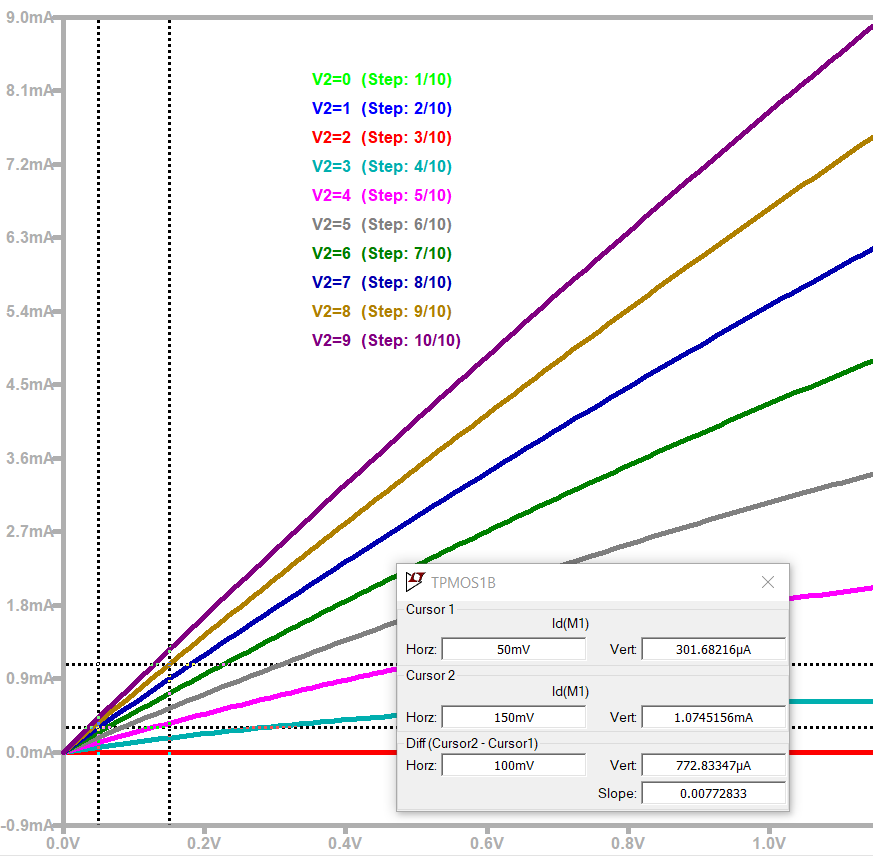 9.0mA
8.1mA
7.2mA
6.3mA
5.4mA
4.5mA
3.6mA
2.7mA
1.8mA
0.9mA
0.0mA
-0.9mA
V2=0 (Step: 1/10)
V2=1 (Step: 2/10)
V2=2 (Step: 3/10)
V2=3 (Step: 4/10)
V2=4 (Step: 5/10)
V2=5 (Step: 6/10)
V2=6 (Step: 7/10)
V2=7 (Step: 8/10)
V2=8 (Step: 9/10)
V2=9 (Step: 10/10)
TPMOS1B
Cursor 1
Id(M1)
Horz: 50mV Vert: 301.68216µA
Cursor 2
Id(M1)
Horz: 150mV Vert: 1.0745156mA
Diff (Cursor2 - Cursor1)
Horz: 100mV Vert: 772.83347µA
Slope: 0.00772833
0.0V 0.2V 0.4V 0.6V 0.8V 1.0V